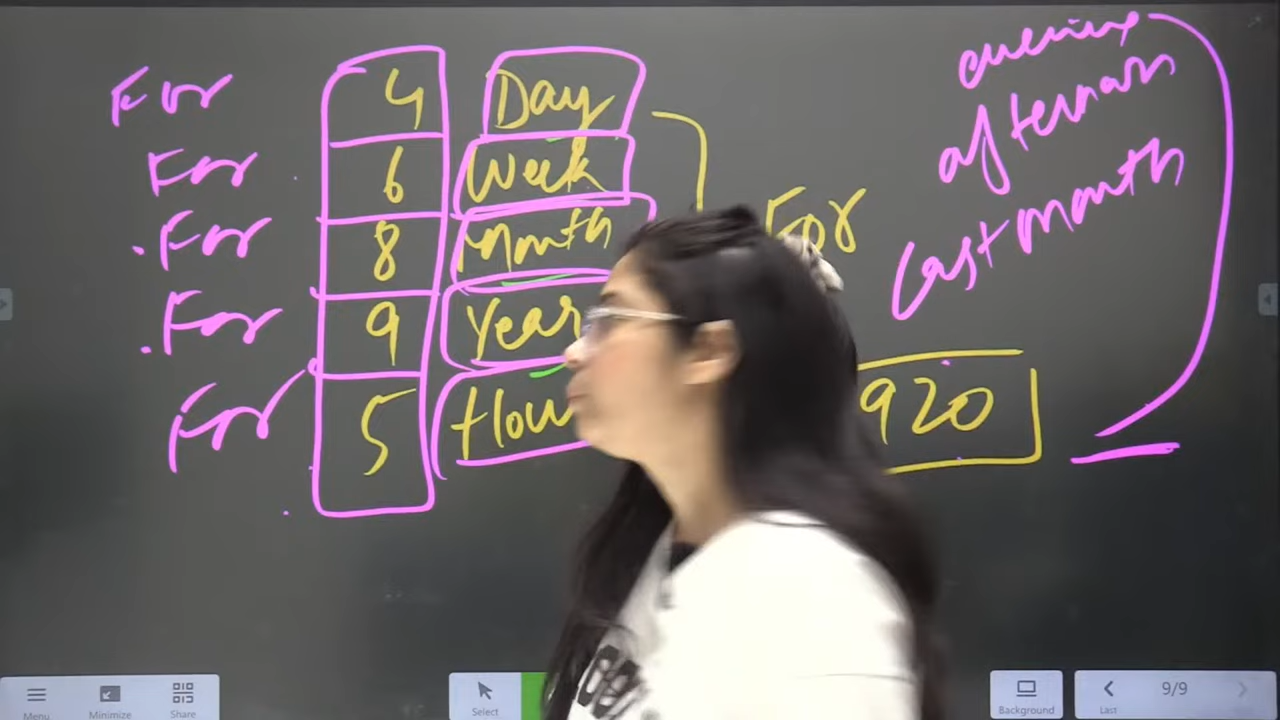 For 4 Day
For 6 Week
For 8 Month
For 9 Year
For 5
For
920
afternoon
Last month
Select
Menu
Minimize
Share
Background
Last
9/9